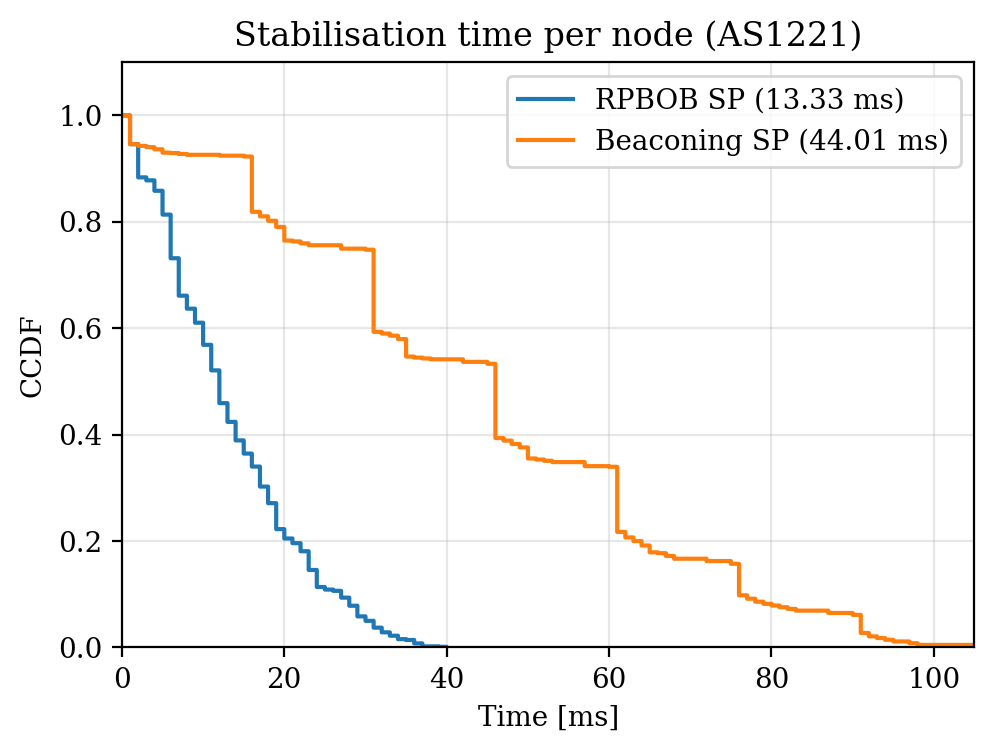 Stabilisation time per node (AS1221)
RPBOB SP (13.33 ms)
Beaconing SP (44.01 ms)
CCDF
1.0
0.8
0.6
0.4
0.2
0.0
0 20 40 60 80 100
Time [ms]